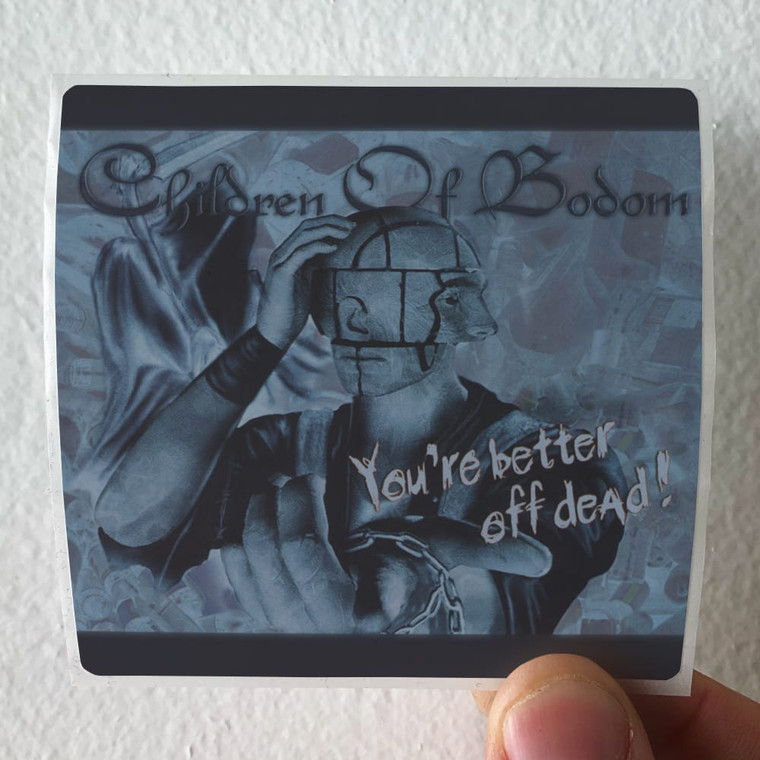 Children Of Bodom
You're better
off dead!